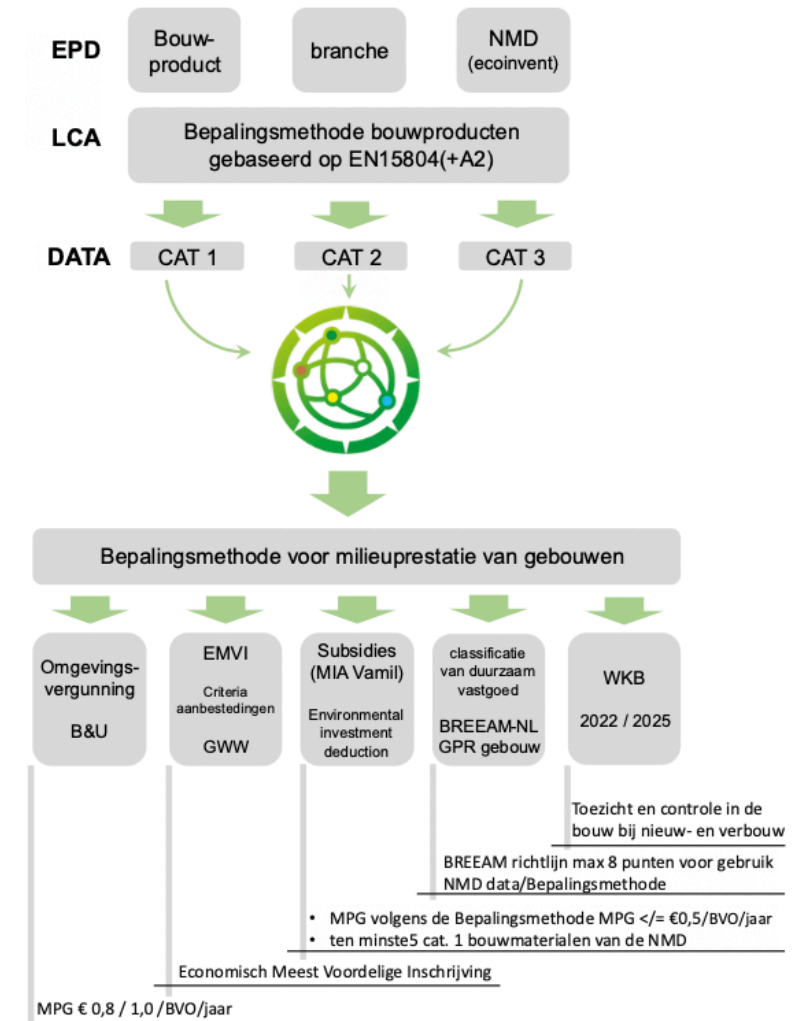 EPD
Bouw-
product
branche
NMD
(ecoinvent)
LCA
Bepalingsmethode bouwproducten
gebaseerd op EN15804(+A2)
DATA
CAT 1
CAT 2
CAT 3
Bepalingsmethode voor milieuprestatie van gebouwen
Omgevings-
vergunning
B&U
EMVI
Criteria
aanbestedingen
GWW
Subsidies
(MIA Vamil)
Environmental
investment
deduction
classificatie
van duurzaam
vastgoed
BREEAM-NL
GPR gebouw
WKB
2022 / 2025
Toezicht en controle in de
bouw bij nieuw- en verbouw
BREEAM richtlijn max 8 punten voor gebruik
NMD data/Bepalingsmethode
• MPG volgens de Bepalingsmethode MPG </= €0,5/BVO/jaar
• ten minste5 cat. 1 bouwmaterialen van de NMD
Economisch Meest Voordelige Inschrijving
MPG € 0,8 / 1,0 /BVO/jaar